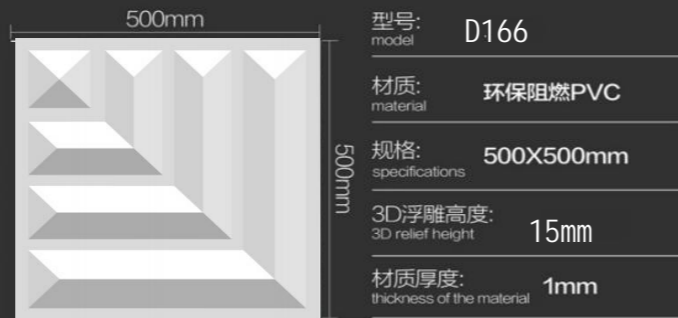 500mm
500mm
型号: D166
model
材质: 环保阻燃PVC
material
规格: 500X500mm
specifications
3D浮雕高度: 15mm
3D relief height
材质厚度: 1mm
thickness of the material